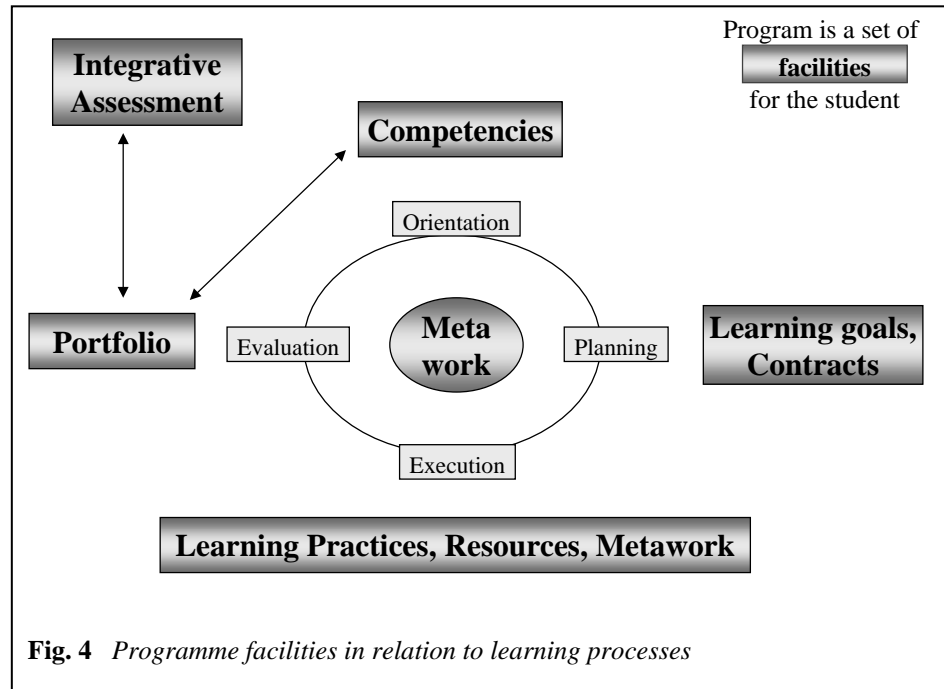 Program is a set of
facilities
for the student
Integrative
Assessment
Competencies
Orientation
Portfolio
Evaluation
Meta
work
Planning
Learning goals,
Contracts
Execution
Learning Practices, Resources, Metawork
Fig. 4 Programme facilities in relation to learning processes